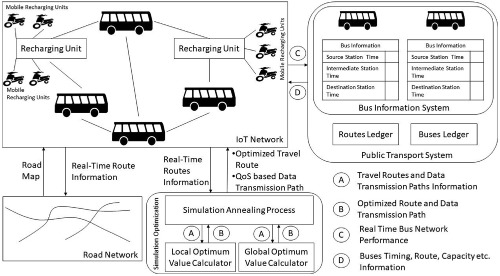 Mobile Recharging Units
Recharging Unit
Recharging Unit
Mobile Recharging Units
Mobile
Recharging Units
IoT Network
C
D
Bus Information
Source Station Time
Intermediate Station
Time
Destination Station
Time
Bus Information
Source Station Time
Intermediate Station
Time
Destination Station
Time
Bus Information System
Routes Ledger
Buses Ledger
Public Transport System
Road
Map
Real-Time Route
Information
Real-Time
Routes
Information
•Optimized Travel
Route
•QoS based Data
Transmission Path
Road Network
Simulation Optimization
Simulation Annealing Process
A
B
A
B
Local Optimum
Value Calculator
Global Optimum
Value Calculator
A
Travel Routes and Data
Transmission Paths Information
B
Optimized Route and Data
Transmission Path
C
Real Time Bus Network
Performance
D
Buses Timing, Route, Capacity etc.
Information